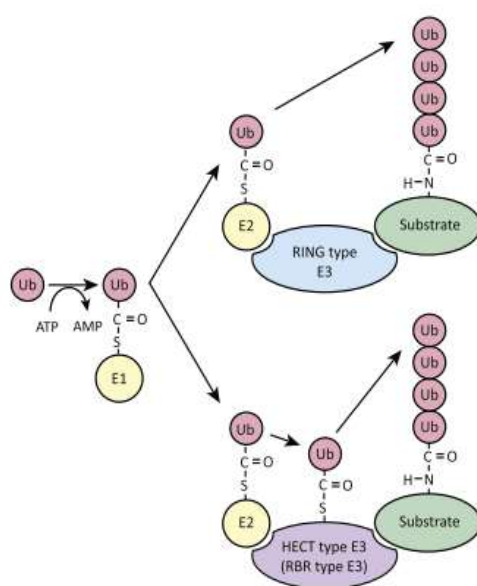 Ub
Ub
Ub
Ub
Ub
C=O
S
C=O
H-N
E2
Substrate
RING type
E3
Ub
Ub
ATP
AMP
C=O
S
E1
Ub
Ub
Ub
Ub
Ub
Ub
C=O
S
C=O
S
C=O
H-N
E2
Substrate
HECT type E3
(RBR type E3)